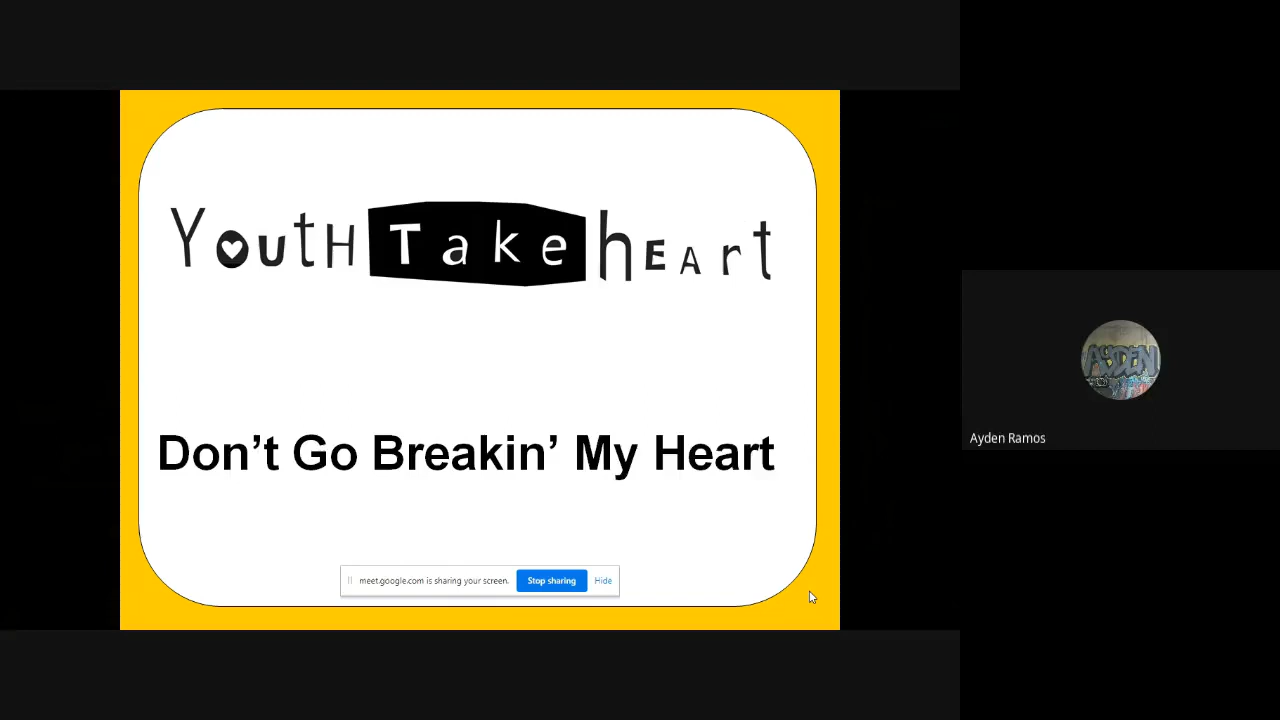 YOUTH Take hEArt
Don't Go Breakin' My Heart
meet.google.com is sharing your screen.
Stop sharing
Hide
AYDEN
Ayden Ramos